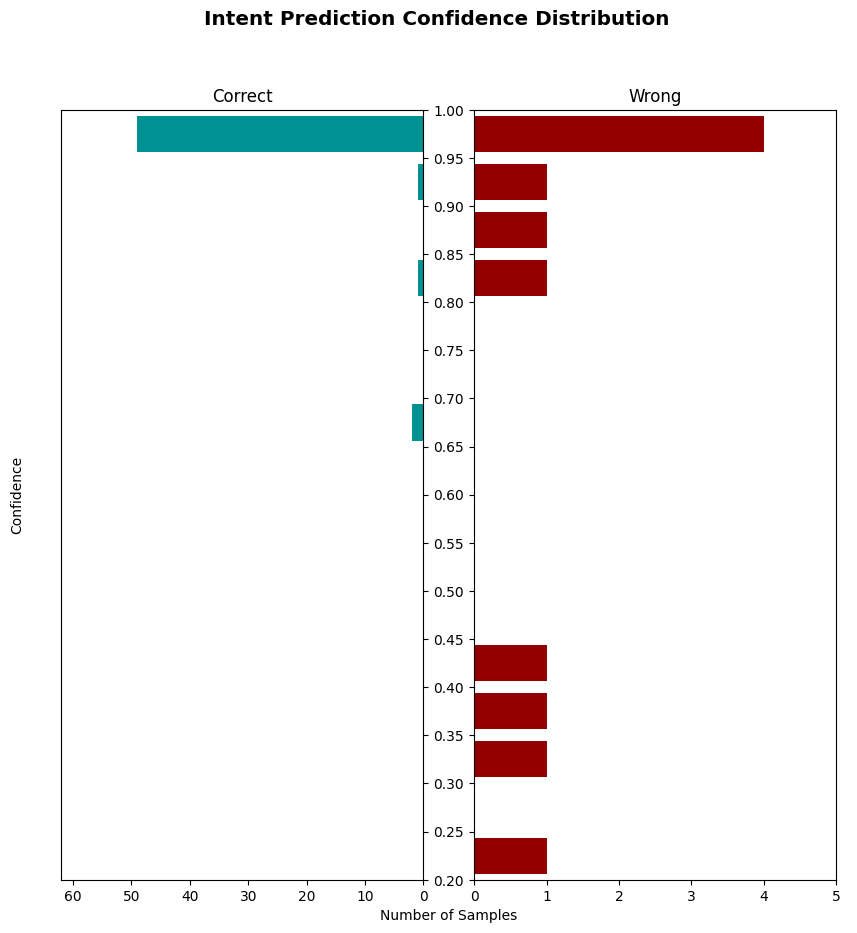 Intent Prediction Confidence Distribution
Correct
Wrong
1.00
0.95
0.90
0.85
0.80
0.75
0.70
0.65
0.60
0.55
0.50
0.45
0.40
0.35
0.30
0.25
0.20
Confidence
60 50 40 30 20 10 0
0 1 2 3 4 5
Number of Samples